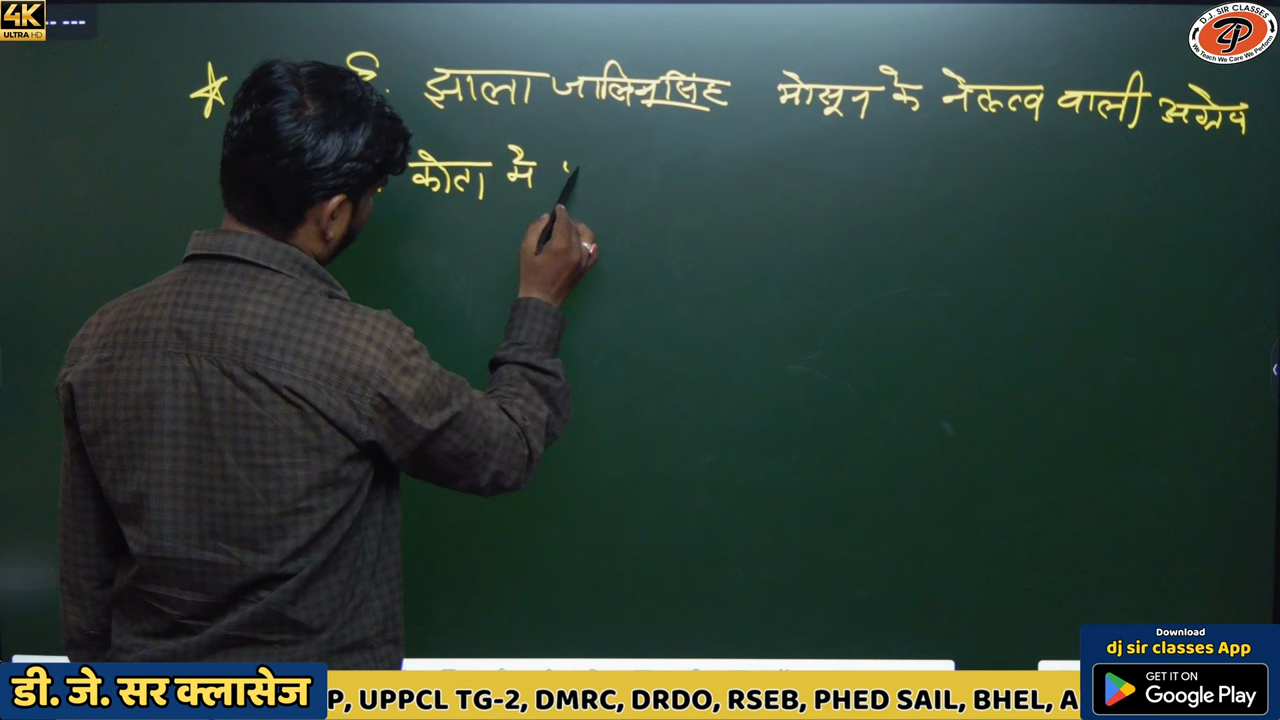 4K
ULTRA HD
D.J. SIR CLASSES
We Teach We Care We Perform
झाला जालिमसिंह मोसून के नेतृत्व वाली अग्रेज
कोटा मे
Download
dj sir classes App
GET IT ON
Google Play
डी. जे. सर क्लासेज
P, UPPCL TG-2, DMRC, DRDO, RSEB, PHED SAIL, BHEL, A